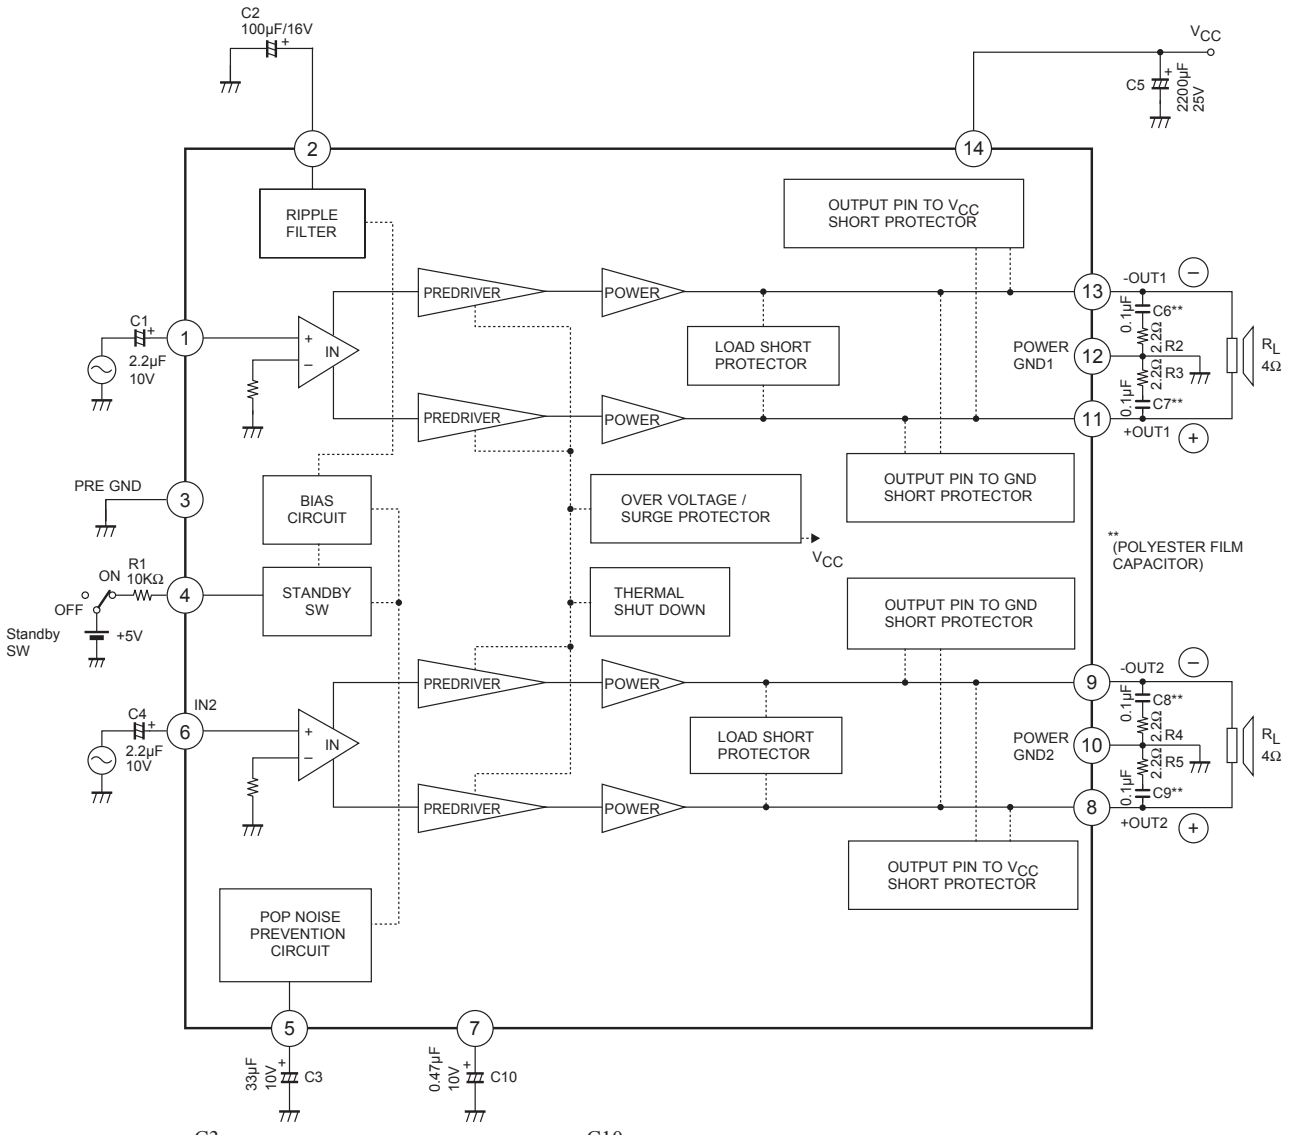 C2
100µF/16V
+
VCC
C5
+
2200µF
25V
2
14
RIPPLE
FILTER
OUTPUT PIN TO VCC
SHORT PROTECTOR
PREDRIVER
POWER
13
-OUT1
−
C1
+
2.2µF
10V
1
+
−
IN
LOAD SHORT
PROTECTOR
POWER
GND1
12
0.1µF
C6**
2.2Ω
R2
2.2Ω
R3
0.1µF
C7**
RL
4Ω
PREDRIVER
POWER
11
+OUT1
+
PRE GND
3
BIAS
CIRCUIT
OVER VOLTAGE /
SURGE PROTECTOR
VCC
OUTPUT PIN TO GND
SHORT PROTECTOR
**
(POLYESTER FILM
CAPACITOR)
R1
10KΩ
ON
OFF
4
Standby
SW
+5V
STANDBY
SW
THERMAL
SHUT DOWN
OUTPUT PIN TO GND
SHORT PROTECTOR
PREDRIVER
POWER
9
-OUT2
−
IN2
C4
+
2.2µF
10V
6
+
−
IN
LOAD SHORT
PROTECTOR
POWER
GND2
10
0.1µF
C8**
2.2Ω
R4
2.2Ω
R5
0.1µF
C9**
RL
4Ω
PREDRIVER
POWER
8
+OUT2
+
OUTPUT PIN TO VCC
SHORT PROTECTOR
POP NOISE
PREVENTION
CIRCUIT
5
7
33µF
10V
+
C3
0.47µF
10V
+
C10